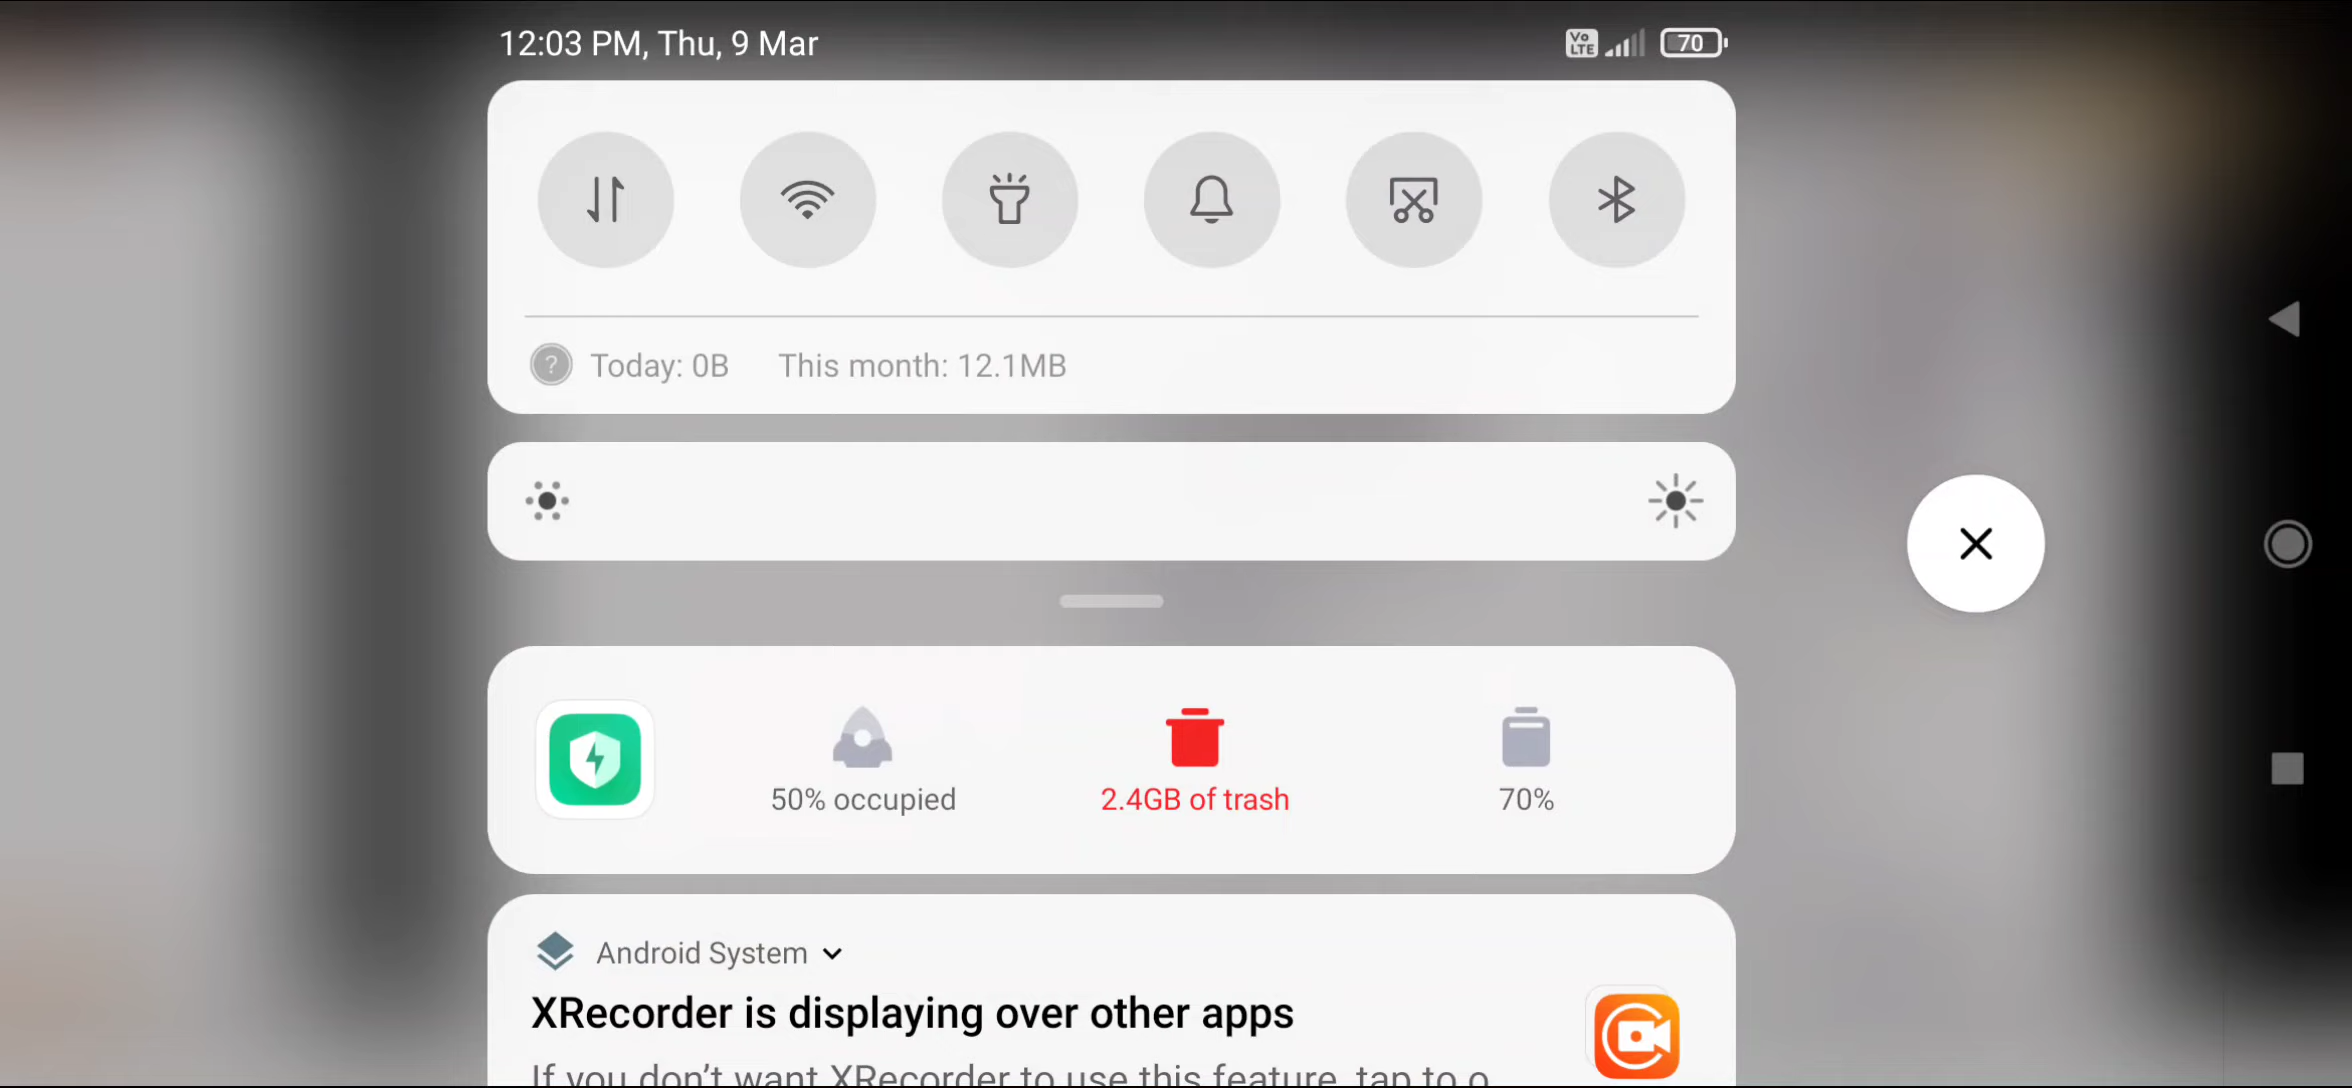 12:03 PM, Thu, 9 Mar
Vo
LTE
70
? Today: 0B This month: 12.1MB
50% occupied
2.4GB of trash
70%
Android System
XRecorder is displaying over other apps
If you don't want XRecorder to use this feature, tap to o